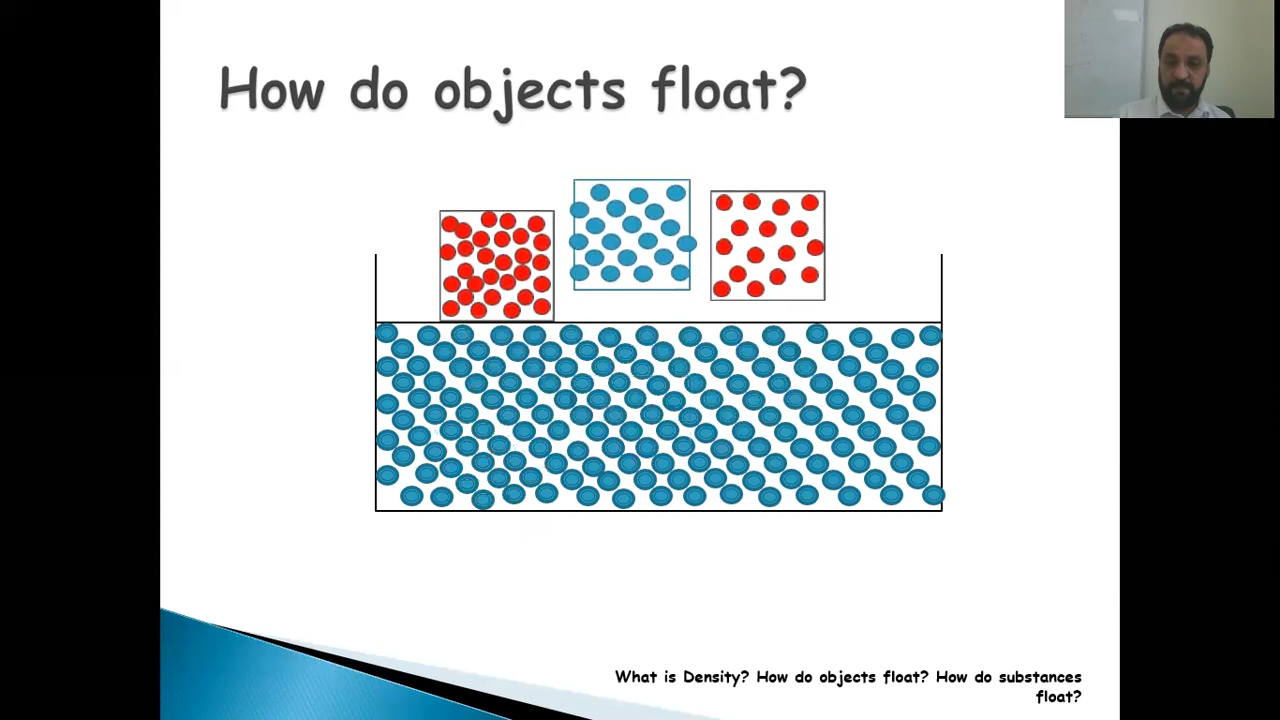 How do objects float?
What is Density? How do objects float? How do substances
float?